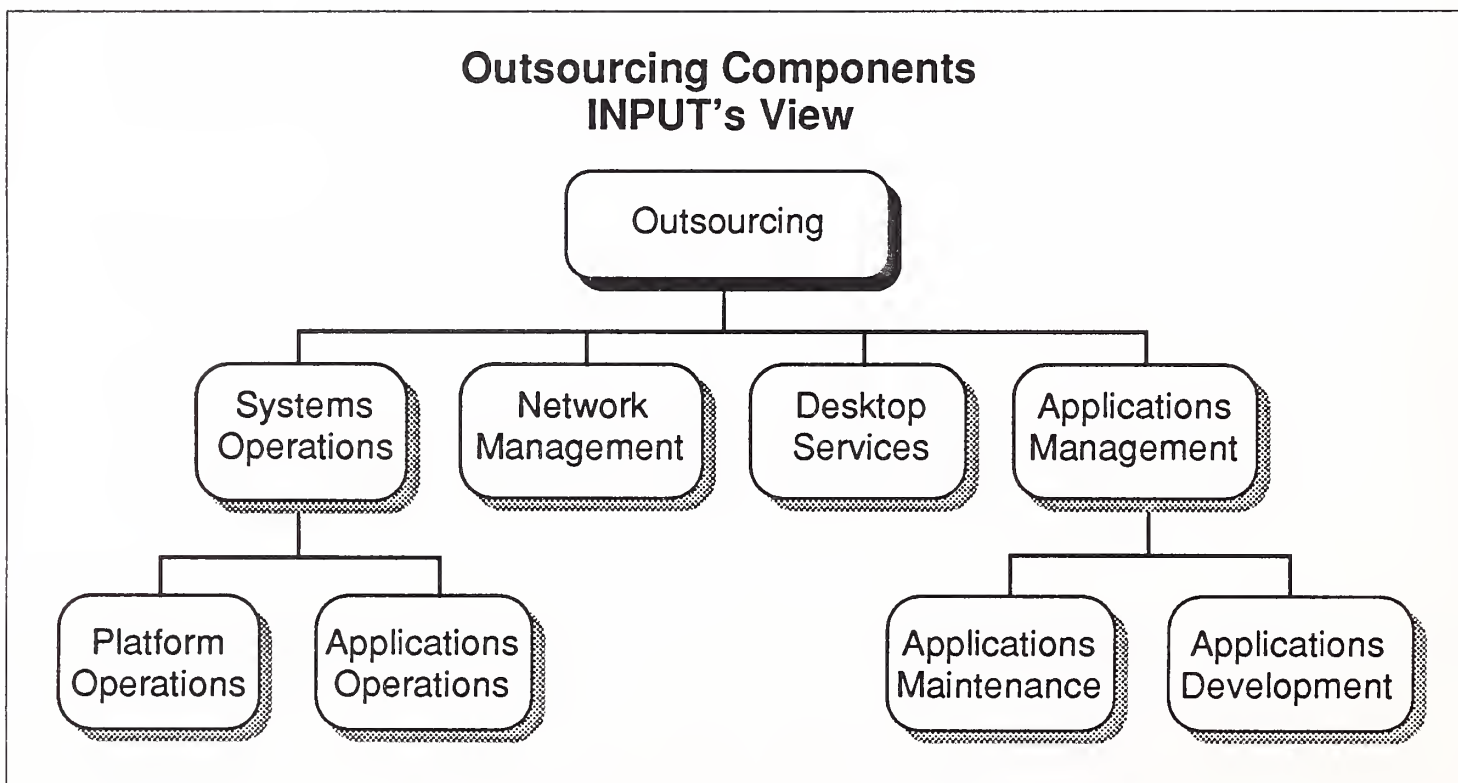 Outsourcing Components
INPUT's View
Outsourcing
Systems
Operations
Network
Management
Desktop
Services
Applications
Management
Platform
Operations
Applications
Operations
Applications
Maintenance
Applications
Development